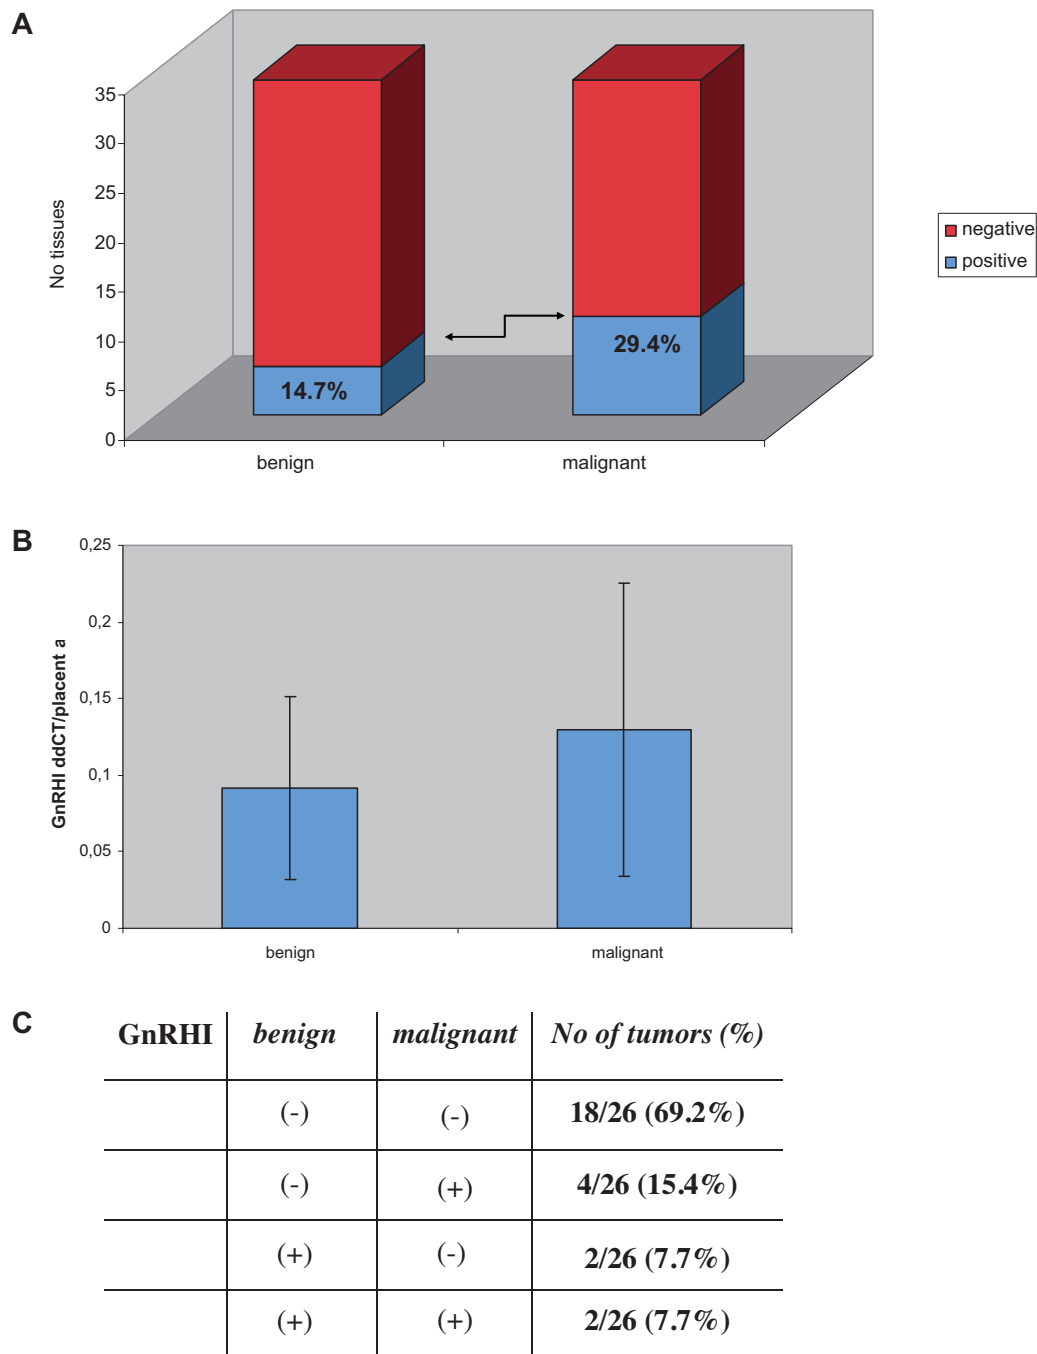 A
35
30
25
20
15
10
5
0
No tissues
14.7%
29.4%
benign malignant
negative
positive
B
0,25
0,2
0,15
0,1
0,05
0
GnRHI ddCT/placent a
benign malignant
C
GnRHI benign malignant No of tumors (%)
(-) (-) 18/26 (69.2%)
(-) (+) 4/26 (15.4%)
(+) (-) 2/26 (7.7%)
(+) (+) 2/26 (7.7%)